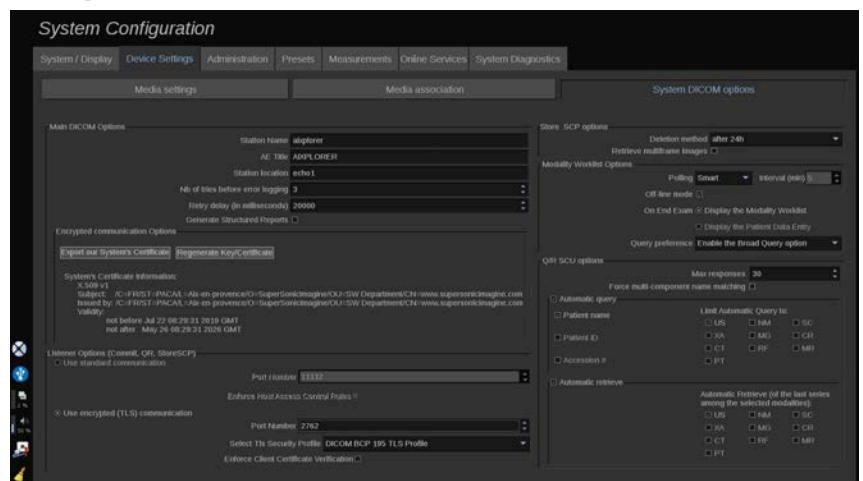 System Configuration
System / Display Device Settings Administration Presets Measurements Online Services System Diagnostics
Media settings Media association System DICOM options
Main DICOM Options
Station Name aixplorer
AE Title AIXPLORER
Station location echo1
Nb of tries before error logging 3
Retry delay (in milliseconds) 20000
Generate Structured Reports
Encrypted communication Options
Export our System's Certificate Regenerate Key/Certificate
System's Certificate Information:
X.509 v1
Subject: /C=FR/ST=PACA/L=Aix-en-provence/O=SuperSonicImagine/OU=SW Department/CN=www.supersonicimagine.com
Issued by: /C=FR/ST=PACA/L=Aix-en-provence/O=SuperSonicImagine/OU=SW Department/CN=www.supersonicimagine.com
Validity:
not before Jul 22 08:29:31 2019 GMT
not after May 26 08:29:31 2026 GMT
Listener Options (Commit, QR, StoreSCP)
Use standard communication
Port Number 11112
Enforce Host Access Control Rules
Use encrypted (TLS) communication
Port Number 2762
Select Tls Security Profile DICOM BCP 195 TLS Profile
Enforce Client Certificate Verification
Store SCP options
Deletion method after 24h
Retrieve multiframe images
Modality Worklist Options
Polling Smart Interval (min) 5
Off-line mode
On End Exam Display the Modality Worklist
Display the Patient Data Entry
Query preference Enable the Broad Query option
Q/R SCU options
Max responses 30
Force multi-component name matching
Automatic query
Patient name
Patient ID
Accession #
Limit Automatic Query to:
US NM SC
XA MG CR
CT RF MR
PT
Automatic retrieve
Automatic Retrieve (of the last series
among the selected modalities):
US NM SC
XA MG CR
CT RF MR
PT